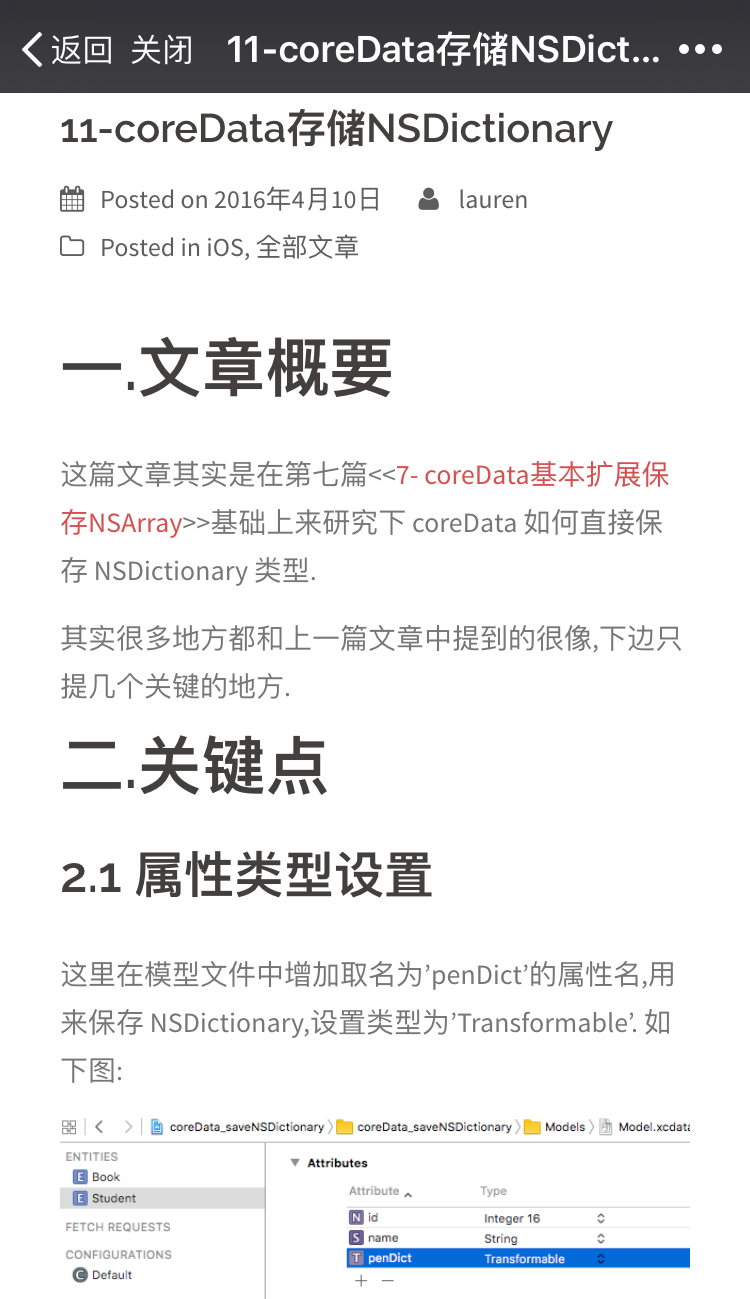 返回 关闭 11-coreData存储NSDict...
11-coreData存储NSDictionary
Posted on 2016年4月10日 lauren
Posted in iOS, 全部文章
一.文章概要
这篇文章其实是在第七篇<<7- coreData基本扩展保
存NSArray>>基础上来研究下 coreData 如何直接保
存 NSDictionary 类型.
其实很多地方都和上一篇文章中提到的很像,下边只
提几个关键的地方.
二.关键点
2.1 属性类型设置
这里在模型文件中增加取名为’penDict’的属性名,用
来保存 NSDictionary,设置类型为’Transformable’. 如
下图:
coreData_saveNSDictionary coreData_saveNSDictionary Models Model.xcdata
ENTITIES
E Book
E Student
FETCH REQUESTS
CONFIGURATIONS
C Default
Attributes
Attribute Type
N id Integer 16
S name String
T penDict Transformable
+ −